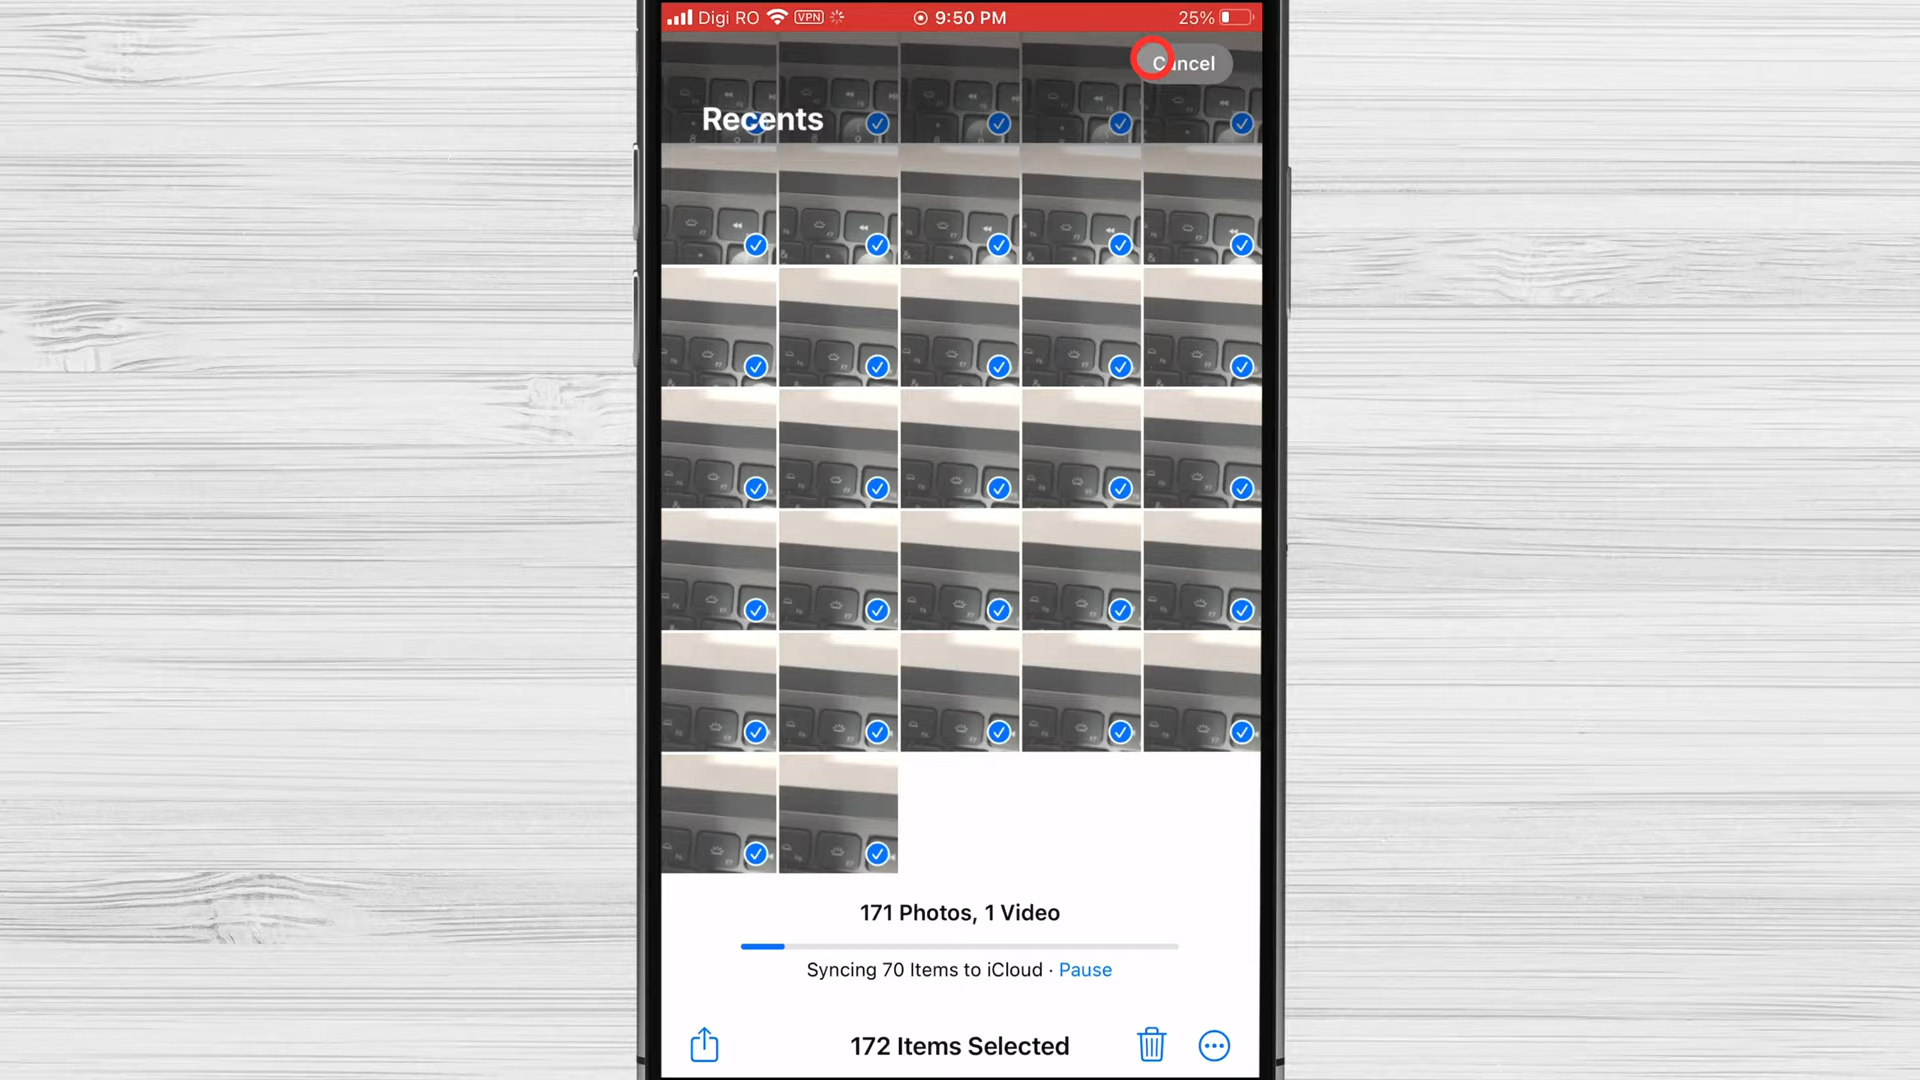 Digi RO VPN 9:50 PM 25%
Cancel
Recents
171 Photos, 1 Video
Syncing 70 Items to iCloud · Pause
172 Items Selected